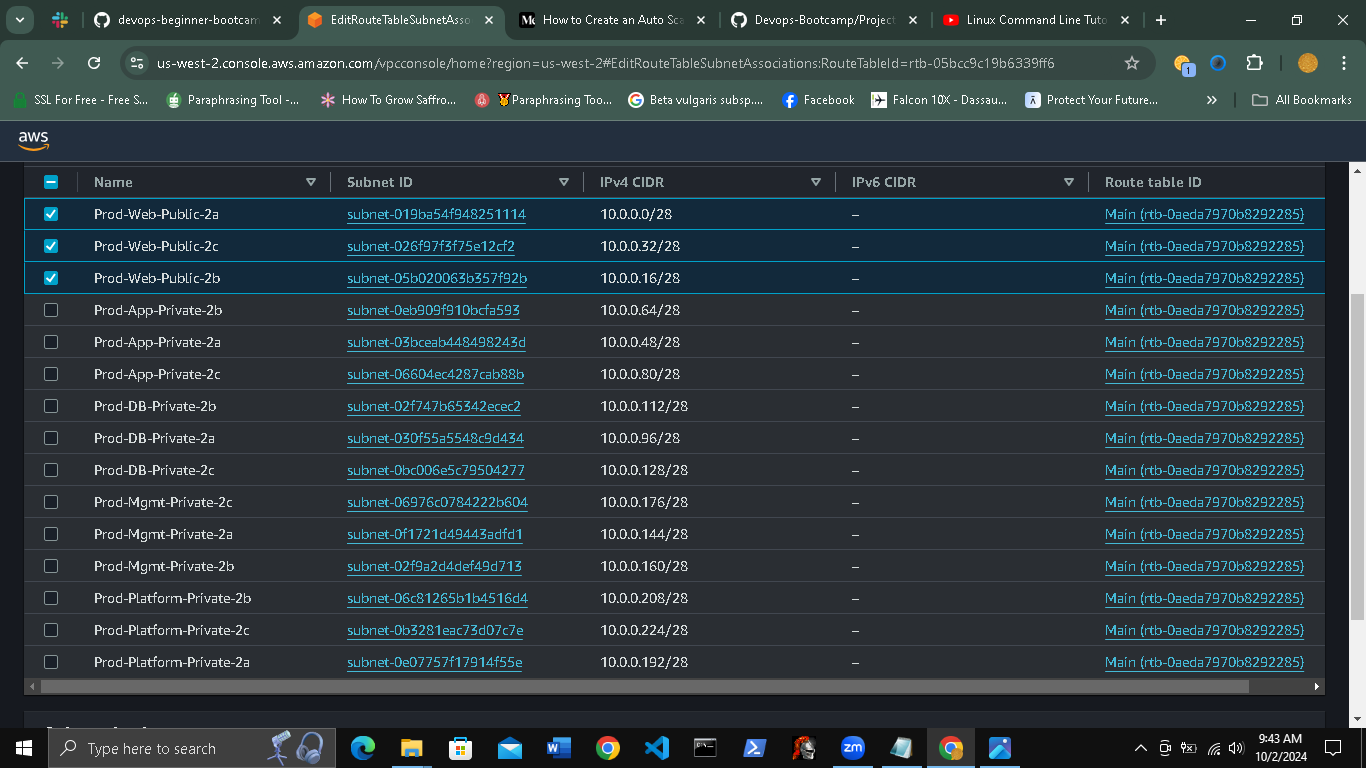 devops-beginner-bootcam
EditRouteTableSubnetAsso
How to Create an Auto Sca
Devops-Bootcamp/Project
Linux Command Line Tuto
us-west-2.console.aws.amazon.com/vpcconsole/home?region=us-west-2#EditRouteTableSubnetAssociations:RouteTableId=rtb-05bcc9c19b6339ff6
1
SSL For Free - Free S...
Paraphrasing Tool -...
How To Grow Saffro...
Paraphrasing Too...
Beta vulgaris subsp....
Facebook
Falcon 10X - Dassau...
Protect Your Future...
»
All Bookmarks
aws
Name Subnet ID IPv4 CIDR IPv6 CIDR Route table ID
Prod-Web-Public-2a subnet-019ba54f948251114 10.0.0.0/28 – Main (rtb-0aeda7970b8292285)
Prod-Web-Public-2c subnet-026f97f3f75e12cf2 10.0.0.32/28 – Main (rtb-0aeda7970b8292285)
Prod-Web-Public-2b subnet-05b020063b357f92b 10.0.0.16/28 – Main (rtb-0aeda7970b8292285)
Prod-App-Private-2b subnet-0eb909f910bcfa593 10.0.0.64/28 – Main (rtb-0aeda7970b8292285)
Prod-App-Private-2a subnet-03bceab448498243d 10.0.0.48/28 – Main (rtb-0aeda7970b8292285)
Prod-App-Private-2c subnet-06604ec4287cab88b 10.0.0.80/28 – Main (rtb-0aeda7970b8292285)
Prod-DB-Private-2b subnet-02f747b65342ecec2 10.0.0.112/28 – Main (rtb-0aeda7970b8292285)
Prod-DB-Private-2a subnet-030f55a5548c9d434 10.0.0.96/28 – Main (rtb-0aeda7970b8292285)
Prod-DB-Private-2c subnet-0bc006e5c79504277 10.0.0.128/28 – Main (rtb-0aeda7970b8292285)
Prod-Mgmt-Private-2c subnet-06976c0784222b604 10.0.0.176/28 – Main (rtb-0aeda7970b8292285)
Prod-Mgmt-Private-2a subnet-0f1721d49443adfd1 10.0.0.144/28 – Main (rtb-0aeda7970b8292285)
Prod-Mgmt-Private-2b subnet-02f9a2d4def49d713 10.0.0.160/28 – Main (rtb-0aeda7970b8292285)
Prod-Platform-Private-2b subnet-06c81265b1b4516d4 10.0.0.208/28 – Main (rtb-0aeda7970b8292285)
Prod-Platform-Private-2c subnet-0b3281eac73d07c7e 10.0.0.224/28 – Main (rtb-0aeda7970b8292285)
Prod-Platform-Private-2a subnet-0e07757f17914f55e 10.0.0.192/28 – Main (rtb-0aeda7970b8292285)
Type here to search
zm
9:43 AM
10/2/2024